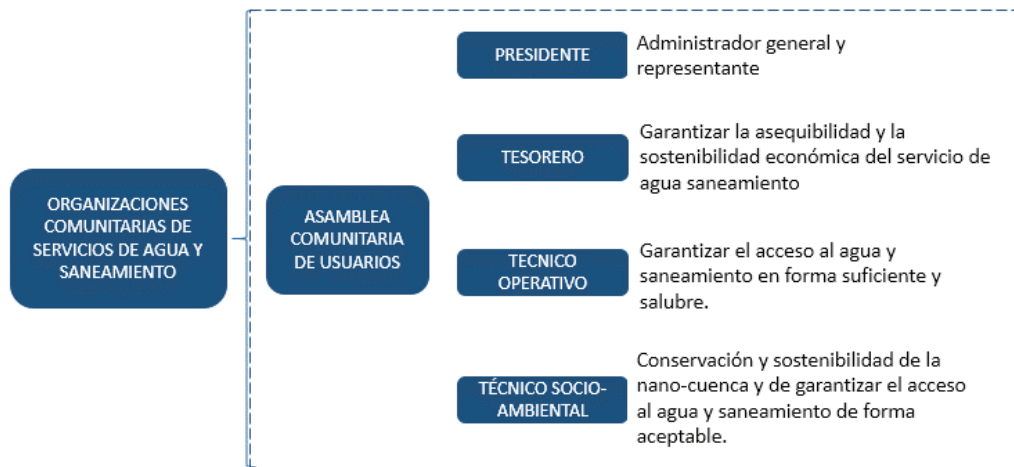 ORGANIZACIONES
COMUNITARIAS DE
SERVICIOS DE AGUA Y
SANEAMIENTO
ASAMBLEA
COMUNITARIA
DE USUARIOS
PRESIDENTE
Administrador general y
representante
TESORERO
Garantizar la asequibilidad y la
sostenibilidad económica del servicio de
agua saneamiento
TECNICO
OPERATIVO
Garantizar el acceso al agua y
saneamiento en forma suficiente y
salubre.
TÉCNICO SOCIO-
AMBIENTAL
Conservación y sostenibilidad de la
nano-cuenca y de garantizar el acceso
al agua y saneamiento de forma
aceptable.